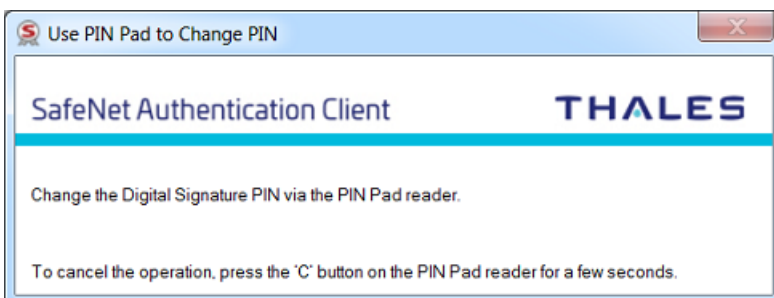 Use PIN Pad to Change PIN
SafeNet Authentication Client
THALES
Change the Digital Signature PIN via the PIN Pad reader.
To cancel the operation, press the 'C' button on the PIN Pad reader for a few seconds.